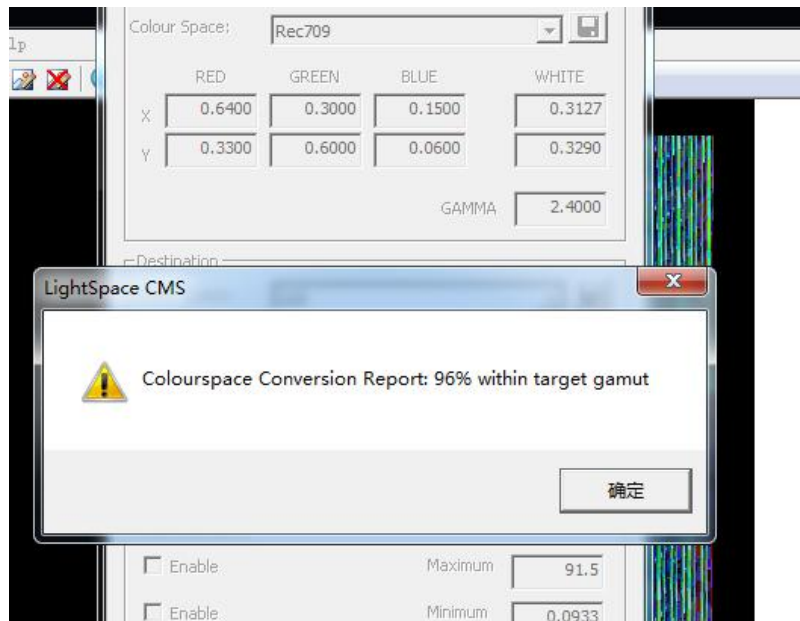 Colour Space: Rec709
lp
RED GREEN BLUE WHITE
X 0.6400 0.3000 0.1500 0.3127
Y 0.3300 0.6000 0.0600 0.3290
GAMMA 2.4000
Destination
LightSpace CMS
Colourspace Conversion Report: 96% within target gamut
确定
Enable Maximum 91.5
Enable Minimum 0.0933